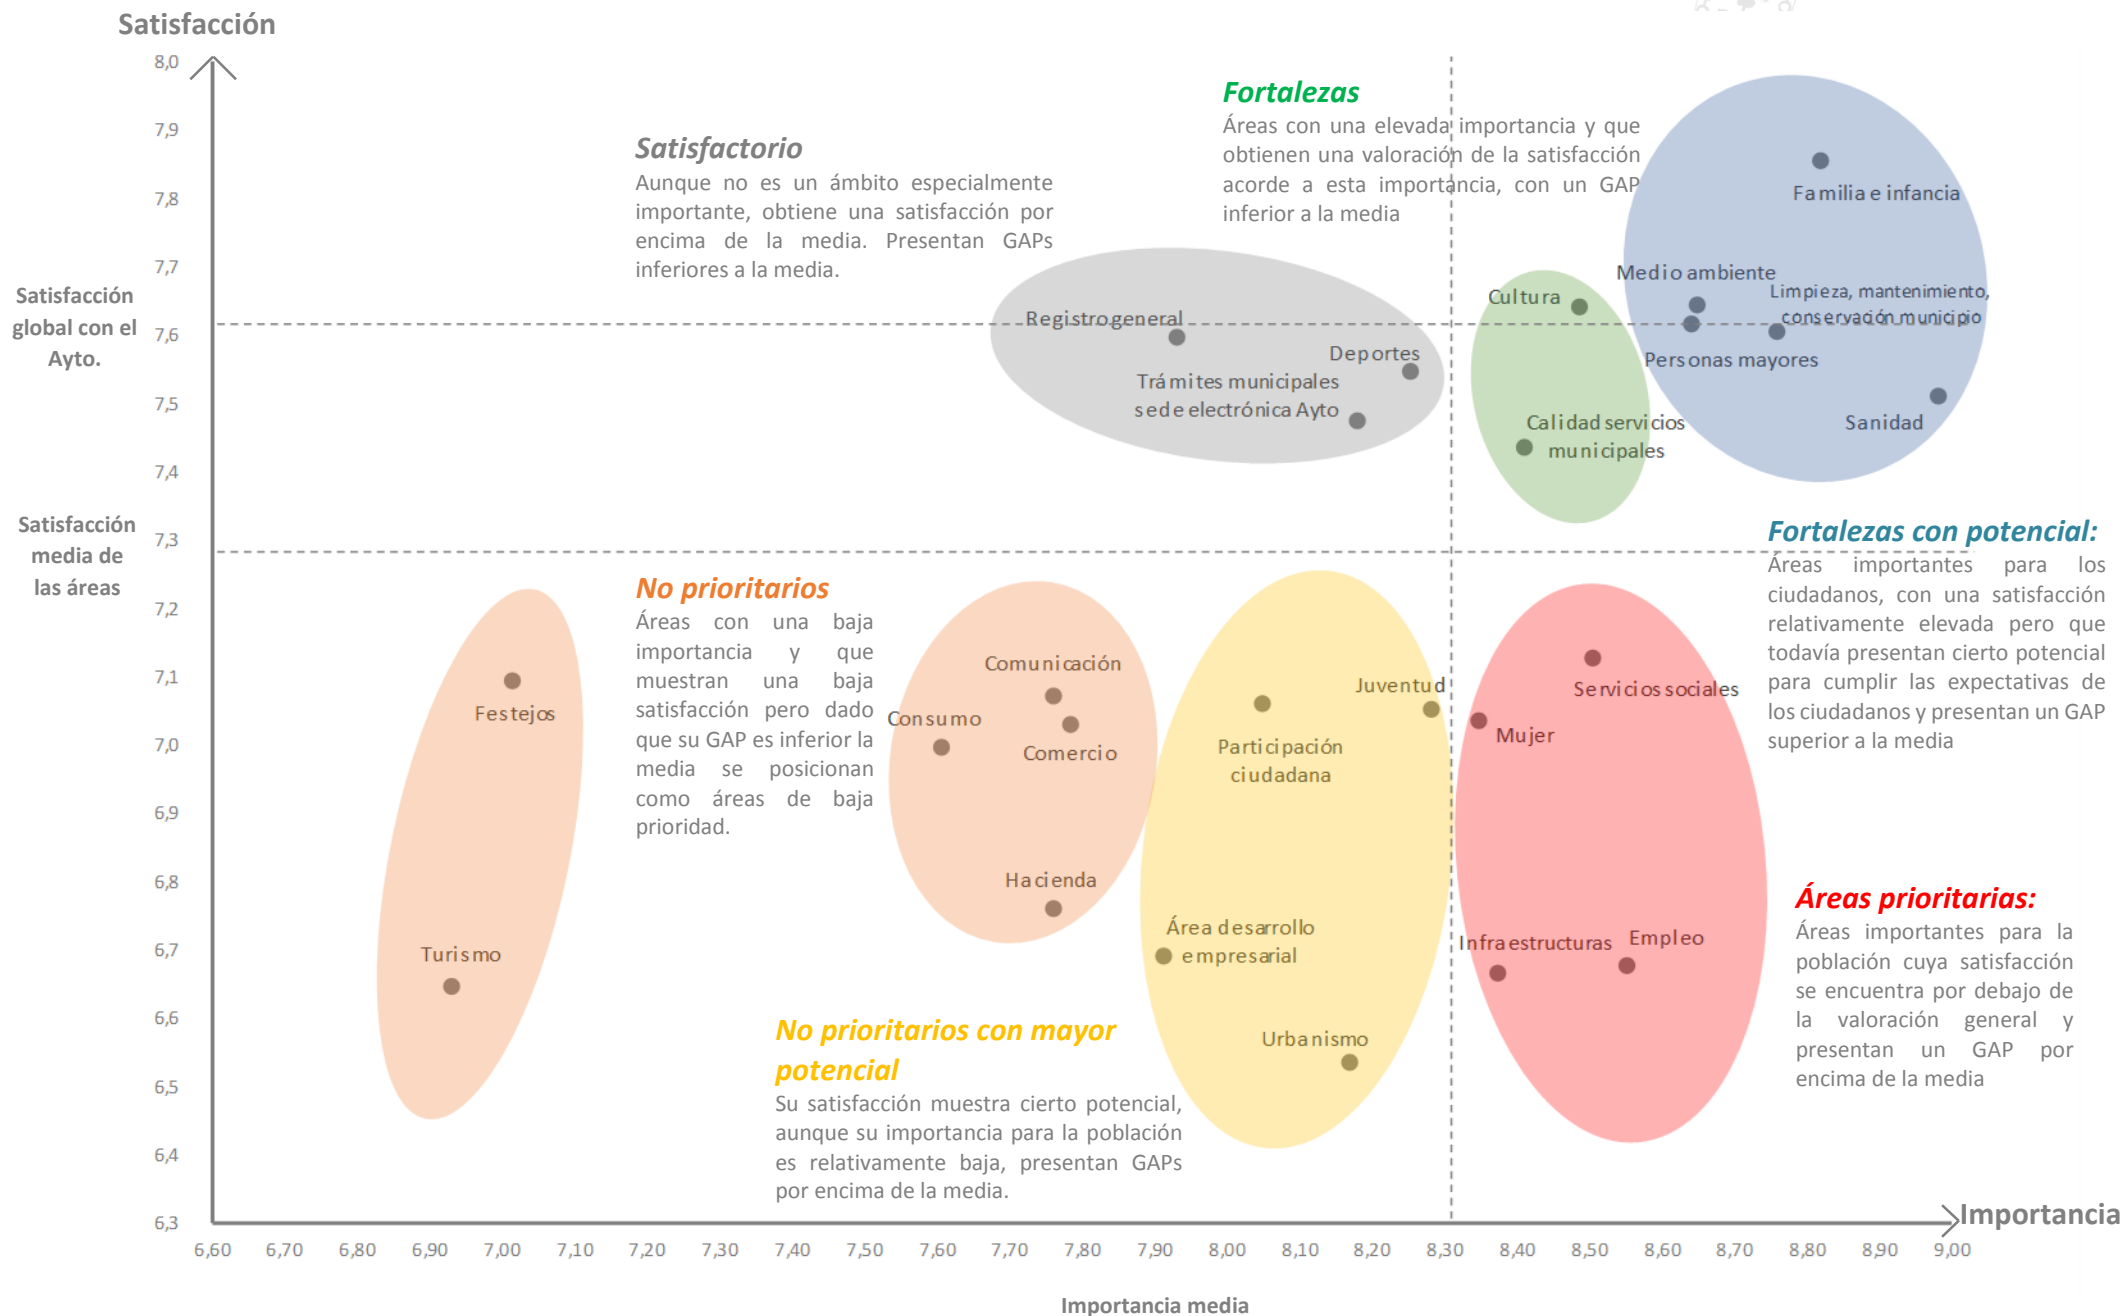 Satisfacción
8,0
7,9
7,8
7,7
7,6
7,5
7,4
7,3
7,2
7,1
7,0
6,9
6,8
6,7
6,6
6,5
6,4
6,3
Satisfacción
global con el
Ayto.
Satisfacción
media de
las áreas
Satisfactorio
Aunque no es un ámbito especialmente
importante, obtiene una satisfacción por
encima de la media. Presentan GAPs
inferiores a la media.
Fortalezas
Áreas con una elevada importancia y que
obtienen una valoración de la satisfacción
acorde a esta importancia, con un GAP
inferior a la media
Familia e infancia
Medio ambiente
Limpieza, mantenimiento,
conservación municipio
Personas mayores
Sanidad
Cultura
Calidad servicios
municipales
Registro general
Deportes
Trámites municipales
sede electrónica Ayto
Fortalezas con potencial:
Áreas importantes para los
ciudadanos, con una satisfacción
relativamente elevada pero que
todavía presentan cierto potencial
para cumplir las expectativas de
los ciudadanos y presentan un GAP
superior a la media
No prioritarios
Áreas con una baja
importancia y que
muestran una baja
satisfacción pero dado
que su GAP es inferior la
media se posicionan
como áreas de baja
prioridad.
Festejos
Turismo
Comunicación
Consumo
Comercio
Hacienda
Juventud
Participación
ciudadana
Área desarrollo
empresarial
Urbanismo
Servicios sociales
Mujer
Infraestructuras
Empleo
Áreas prioritarias:
Áreas importantes para la
población cuya satisfacción
se encuentra por debajo de
la valoración general y
presentan un GAP por
encima de la media
No prioritarios con mayor
potencial
Su satisfacción muestra cierto potencial,
aunque su importancia para la población
es relativamente baja, presentan GAPs
por encima de la media.
Importancia
6,60 6,70 6,80 6,90 7,00 7,10 7,20 7,30 7,40 7,50 7,60 7,70 7,80 7,90 8,00 8,10 8,20 8,30 8,40 8,50 8,60 8,70 8,80 8,90 9,00
Importancia media